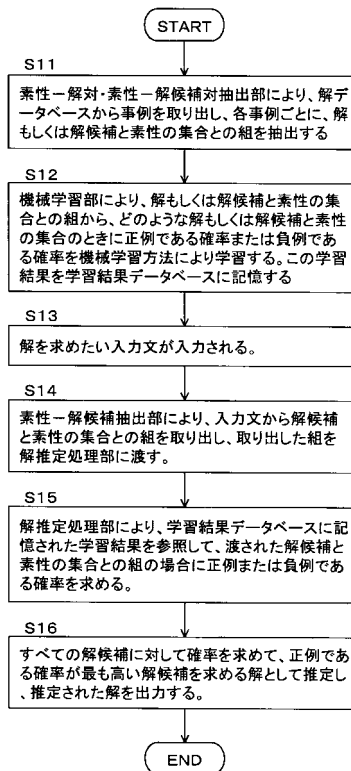 START
S11
素性－解対・素性－解候補対抽出部により、解デ
ータベースから事例を取り出し、各事例ごとに、解
もしくは解候補と素性の集合との組を抽出する
S12
機械学習部により、解もしくは解候補と素性の集
合との組から、どのような解もしくは解候補と素性
の集合のときに正例である確率または負例であ
る確率を機械学習方法により学習する。この学習
結果を学習結果データベースに記憶する
S13
解を求めたい入力文が入力される。
S14
素性－解候補抽出部により、入力文から解候補
と素性の集合との組を取り出し、取り出した組を
解推定処理部に渡す。
S15
解推定処理部により、学習結果データベースに記
憶された学習結果を参照して、渡された解候補と
素性の集合との組の場合に正例または負例であ
る確率を求める。
S16
すべての解候補に対して確率を求めて、正例であ
る確率が最も高い解候補を求める解として推定し
、推定された解を出力する。
END